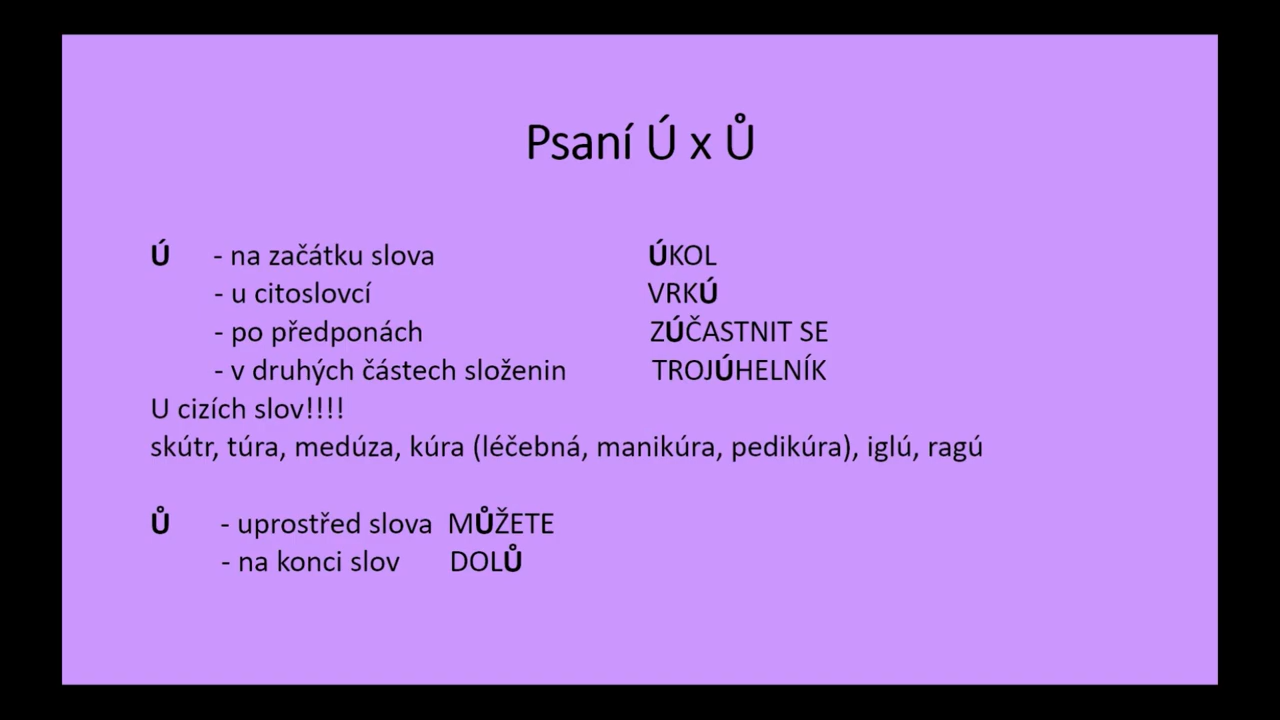 Psaní Ú x Ů
Ú - na začátku slova ÚKOL
- u citoslovcí VRKÚ
- po předponách ZÚČASTNIT SE
- v druhých částech složenin TROJÚHELNÍK
U cizích slov!!!!
skútr, túra, medúza, kúra (léčebná, manikúra, pedikúra), iglú, ragú
Ů - uprostřed slova MŮŽETE
- na konci slov DOLŮ